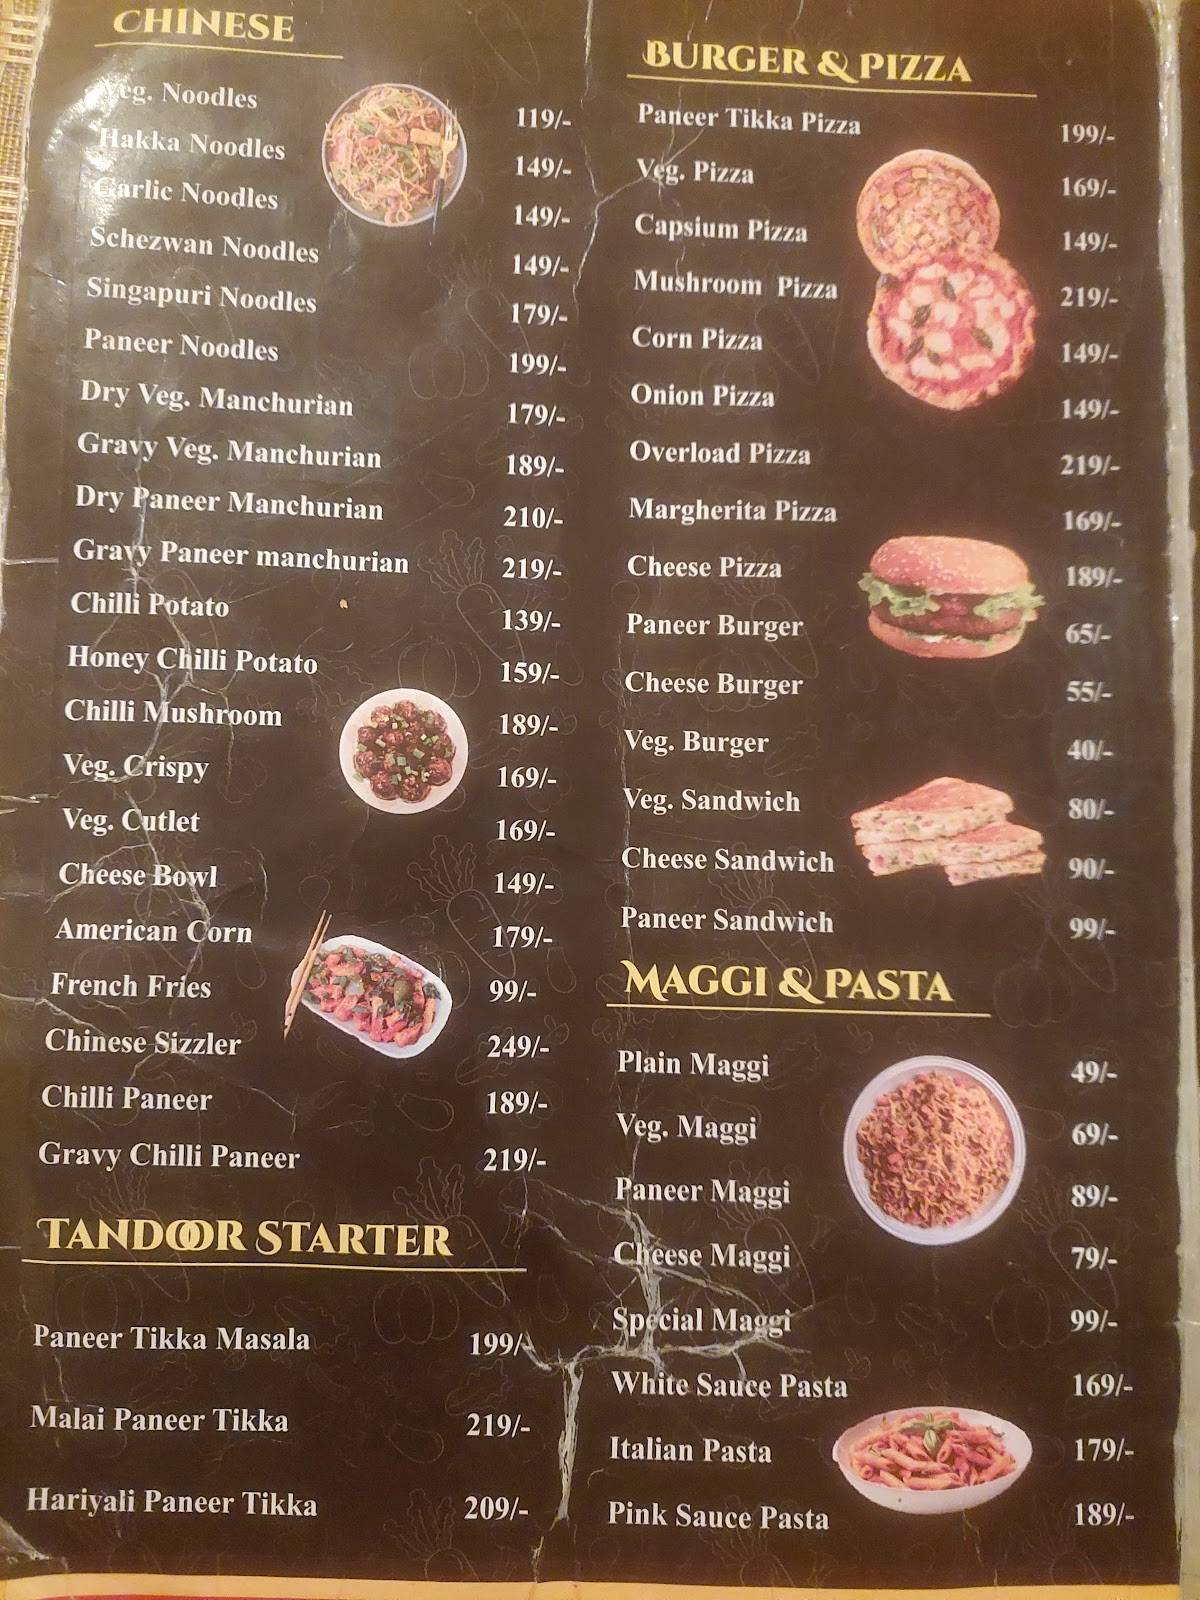 CHINESE
Veg. Noodles 119/-
Hakka Noodles 149/-
Garlic Noodles 149/-
Schezwan Noodles 149/-
Singapuri Noodles 179/-
Paneer Noodles 199/-
Dry Veg. Manchurian 179/-
Gravy Veg. Manchurian 189/-
Dry Paneer Manchurian 210/-
Gravy Paneer manchurian 219/-
Chilli Potato 139/-
Honey Chilli Potato 159/-
Chilli Mushroom 189/-
Veg. Crispy 169/-
Veg. Cutlet 169/-
Cheese Bowl 149/-
American Corn 179/-
French Fries 99/-
Chinese Sizzler 249/-
Chilli Paneer 189/-
Gravy Chilli Paneer 219/-
TANDOOR STARTER
Paneer Tikka Masala 199/-
Malai Paneer Tikka 219/-
Hariyali Paneer Tikka 209/-
BURGER & PIZZA
Paneer Tikka Pizza 199/-
Veg. Pizza 169/-
Capsium Pizza 149/-
Mushroom Pizza 219/-
Corn Pizza 149/-
Onion Pizza 149/-
Overload Pizza 219/-
Margherita Pizza 169/-
Cheese Pizza 189/-
Paneer Burger 65/-
Cheese Burger 55/-
Veg. Burger 40/-
Veg. Sandwich 80/-
Cheese Sandwich 90/-
Paneer Sandwich 99/-
MAGGI & PASTA
Plain Maggi 49/-
Veg. Maggi 69/-
Paneer Maggi 89/-
Cheese Maggi 79/-
Special Maggi 99/-
White Sauce Pasta 169/-
Italian Pasta 179/-
Pink Sauce Pasta 189/-